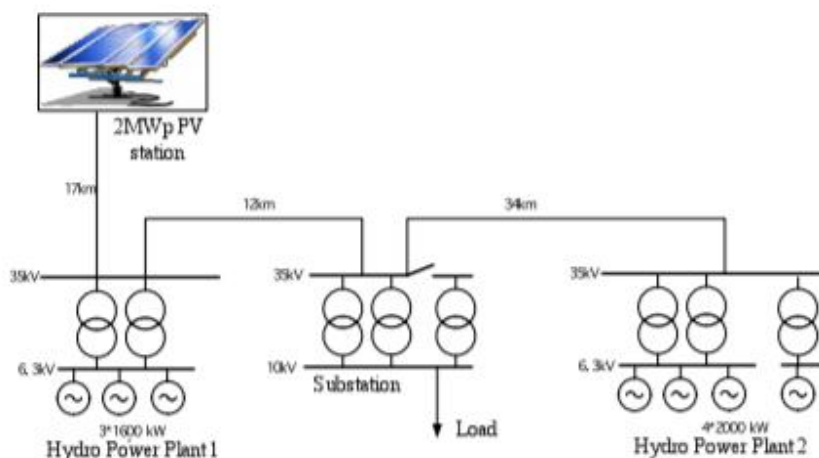 2MWp PV
station
17km
12km
34km
35kV
35kV
35kV
6.3kV
10kV
6.3kV
Substation
3*1600 kW
Hydro Power Plant 1
Load
4*2000 kW
Hydro Power Plant 2